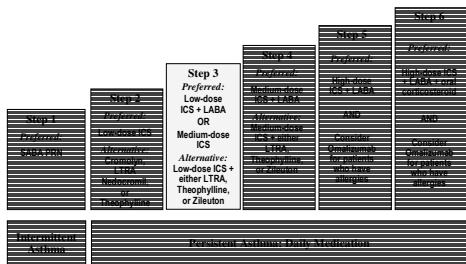 Step 1
Preferred:
SABA PRN
Step 2
Preferred:
Low-dose ICS
Alternative:
Cromolyn,
LTRA,
Nedocromil,
or
Theophylline
Step 3
Preferred:
Low-dose
ICS + LABA
OR
Medium-dose
ICS
Alternative:
Low-dose ICS +
either LTRA,
Theophylline,
or Zileuton
Step 4
Preferred:
Medium-dose
ICS + LABA
Alternative:
Medium-dose
ICS + either
LTRA,
Theophylline,
or Zileuton
Step 5
Preferred:
High-dose
ICS + LABA
AND
Consider
Omalizumab
for patients
who have
allergies
Step 6
Preferred:
High-dose ICS
+ LABA + oral
corticosteroid
AND
Consider
Omalizumab
for patients
who have
allergies
Intermittent
Asthma
Persistent Asthma: Daily Medication